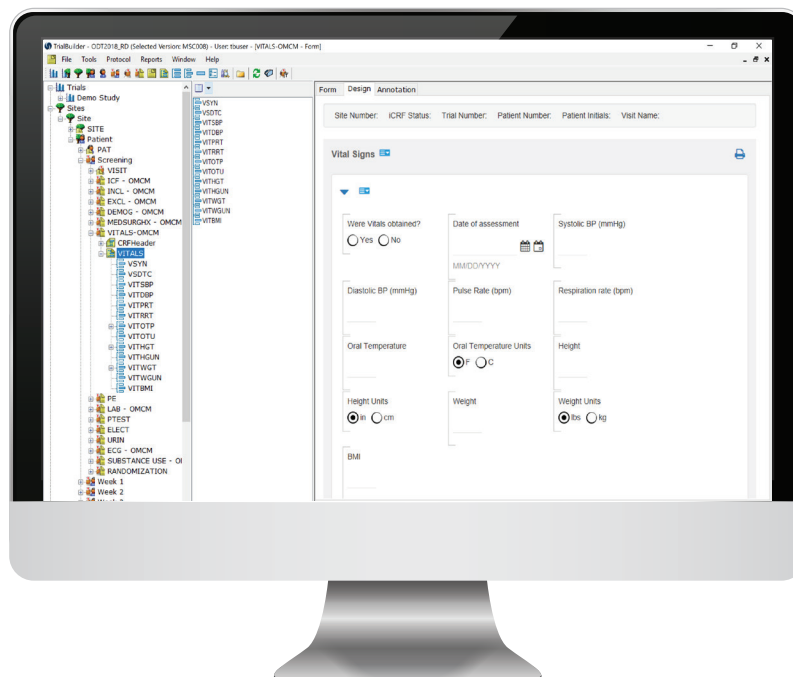 TrialBuilder - ODT2018_RD (Selected Version: MSC008) - User: tbuser - [VITALS-OMCM - Form]
File Tools Protocol Reports Window Help
Trials
Demo Study
Sites
Site
SITE
Patient
PAT
Screening
VISIT
ICF - OMCM
INCL - OMCM
EXCL - OMCM
DEMOG - OMCM
MEDSURGHX - OMCM
VITALS-OMCM
CRFHeader
VITALS
VSYN
VSDTC
VITSBP
VITDBP
VITPRT
VITRRT
VITOTP
VITOTU
VITHGT
VITHGUN
VITWGT
VITWGUN
VITBMI
PE
LAB - OMCM
PTEST
ELECT
URIN
ECG - OMCM
SUBSTANCE USE - O
RANDOMIZATION
Week 1
Week 2
VSYN
VSDTC
VITSBP
VITDBP
VITPRT
VITRRT
VITOTP
VITOTU
VITHGT
VITHGUN
VITWGT
VITWGUN
VITBMI
Form Design Annotation
Site Number: iCRF Status: Trial Number: Patient Number: Patient Initials: Visit Name:
Vital Signs
Were Vitals obtained? Date of assessment Systolic BP (mmHg)
Yes No
MM/DD/YYYY
Diastolic BP (mmHg) Pulse Rate (bpm) Respiration rate (bpm)
Oral Temperature Oral Temperature Units Height
F C
Height Units Weight Weight Units
in cm lbs kg
BMI